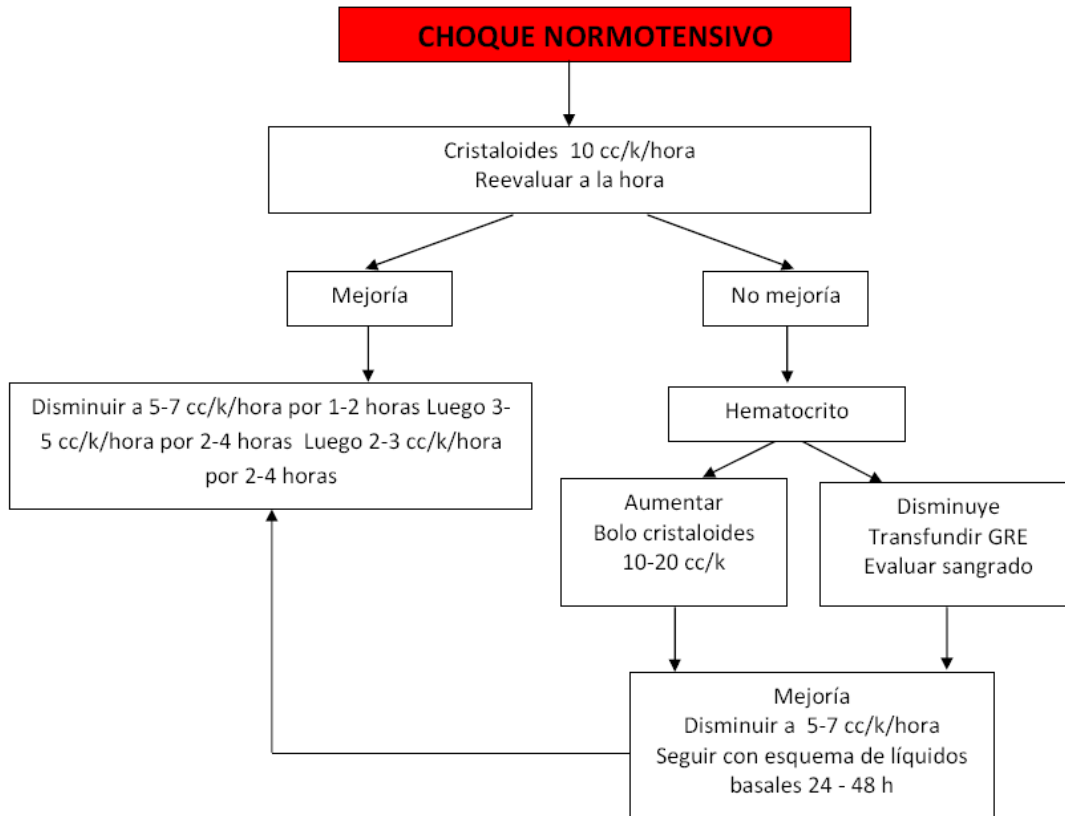 CHOQUE NORMOTENSIVO
Cristaloides 10 cc/k/hora
Reevaluar a la hora
Mejoría
No mejoría
Disminuir a 5-7 cc/k/hora por 1-2 horas Luego 3-
5 cc/k/hora por 2-4 horas Luego 2-3 cc/k/hora
por 2-4 horas
Hematocrito
Aumentar
Bolo cristaloides
10-20 cc/k
Disminuye
Transfundir GRE
Evaluar sangrado
Mejoría
Disminuir a 5-7 cc/k/hora
Seguir con esquema de líquidos
basales 24 - 48 h